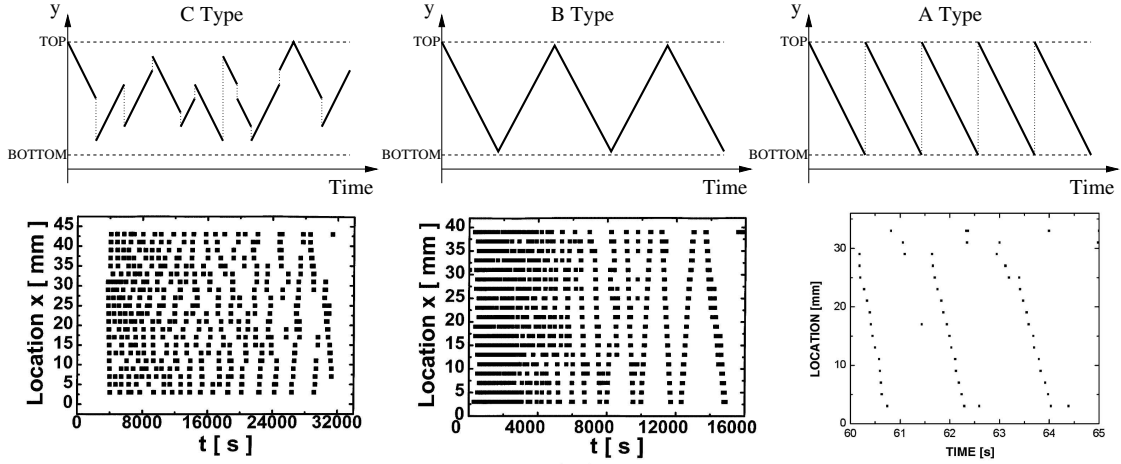 y
C Type
TOP
BOTTOM
Time
y
B Type
TOP
BOTTOM
Time
y
A Type
TOP
BOTTOM
Time
Location x [ mm ]
45
40
35
30
25
20
15
10
5
0
0 8000 16000 24000 32000
t [ s ]
Location x [ mm ]
40
35
30
25
20
15
10
5
0
0 4000 8000 12000 16000
t [ s ]
LOCATION [mm]
30
20
10
0
60 61 62 63 64 65
TIME [s]